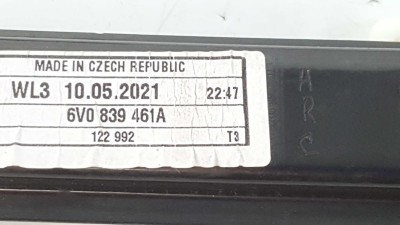 MADE IN CZECH REPUBLIC
WL3 10.05.2021 22:47
6V0 839 461A
122 992 T3
A
R
C